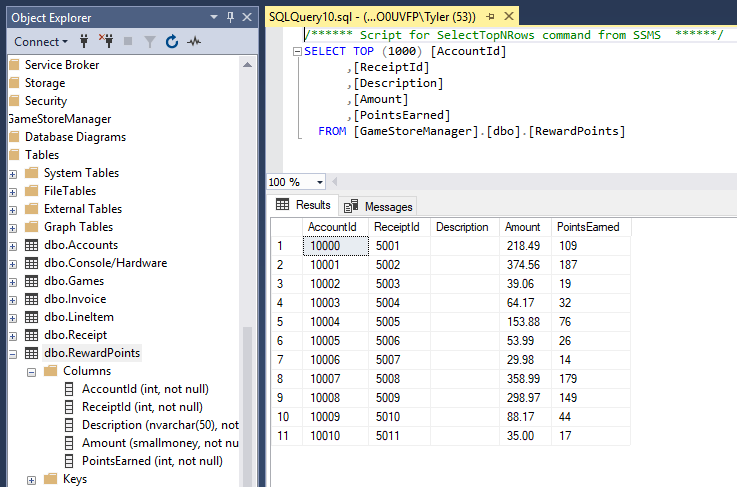 Object Explorer
Connect
Service Broker
Storage
Security
GameStoreManager
Database Diagrams
Tables
System Tables
FileTables
External Tables
Graph Tables
dbo.Accounts
dbo.Console/Hardware
dbo.Games
dbo.Invoice
dbo.LineItem
dbo.Receipt
dbo.RewardPoints
Columns
AccountId (int, not null)
ReceiptId (int, not null)
Description (nvarchar(50), not
Amount (smallmoney, not nu
PointsEarned (int, not null)
Keys
SQLQuery10.sql - (...O0UVFP\Tyler (53))
/****** Script for SelectTopNRows command from SSMS ******/
SELECT TOP (1000) [AccountId]
,[ReceiptId]
,[Description]
,[Amount]
,[PointsEarned]
FROM [GameStoreManager].[dbo].[RewardPoints]
100 %
Results Messages
AccountId ReceiptId Description Amount PointsEarned
1 10000 5001 218.49 109
2 10001 5002 374.56 187
3 10002 5003 39.06 19
4 10003 5004 64.17 32
5 10004 5005 153.88 76
6 10005 5006 53.99 26
7 10006 5007 29.98 14
8 10007 5008 358.99 179
9 10008 5009 298.97 149
10 10009 5010 88.17 44
11 10010 5011 35.00 17